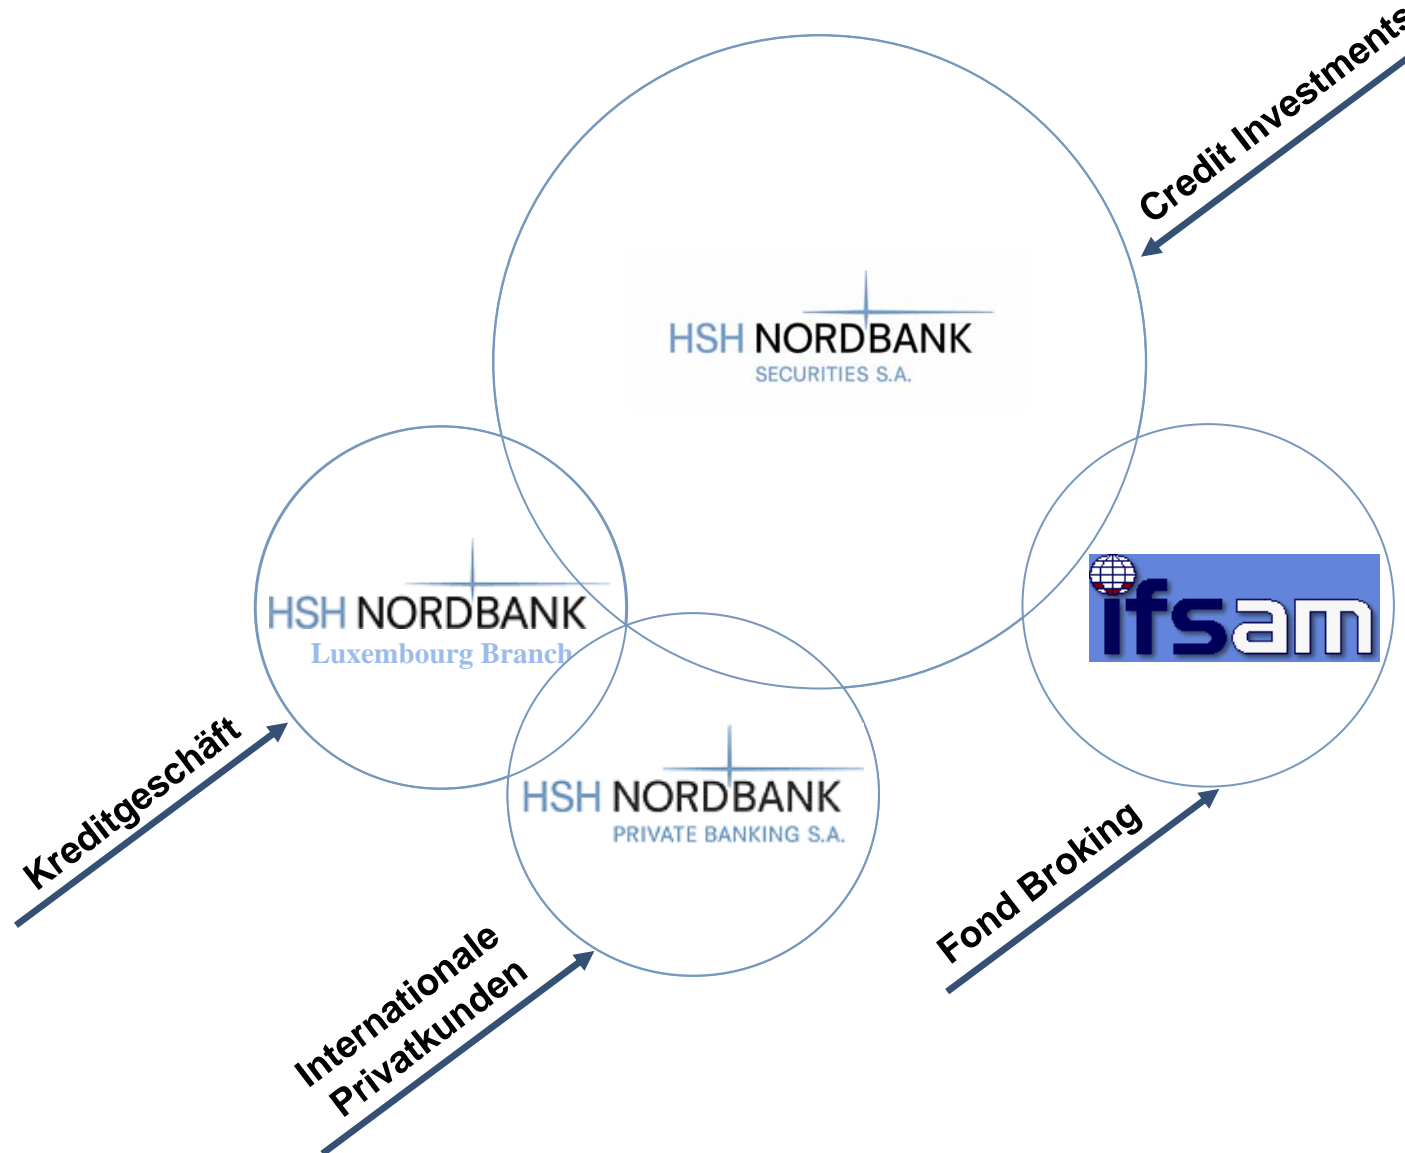 Credit Investments
HSH NORDBANK
SECURITIES S.A.
HSH NORDBANK
Luxembourg Branch
ifsam
HSH NORDBANK
PRIVATE BANKING S.A.
Kreditgeschäft
Fond Broking
Internationale
Privatkunden